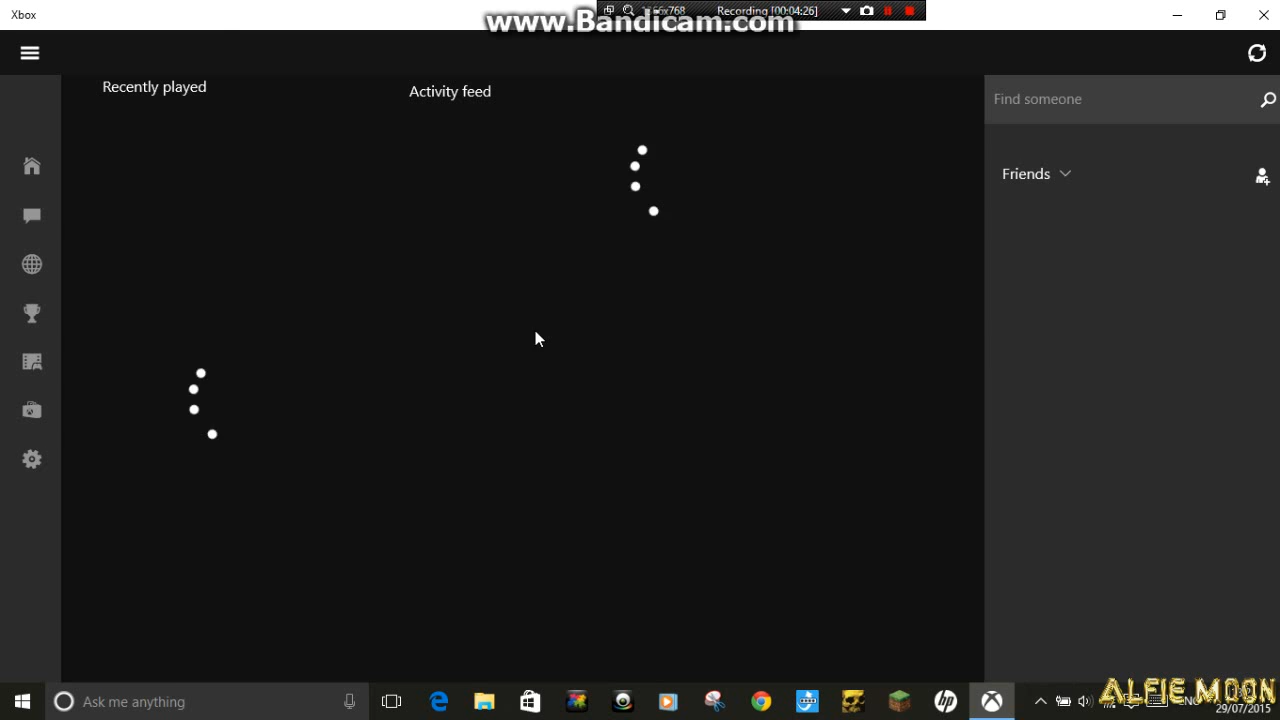 Xbox
www.Bandicam.com
Recording [00:04:26]
Recently played
Activity feed
Find someone
Friends
Ask me anything
ENG
ALFIE MOON
29/07/2015